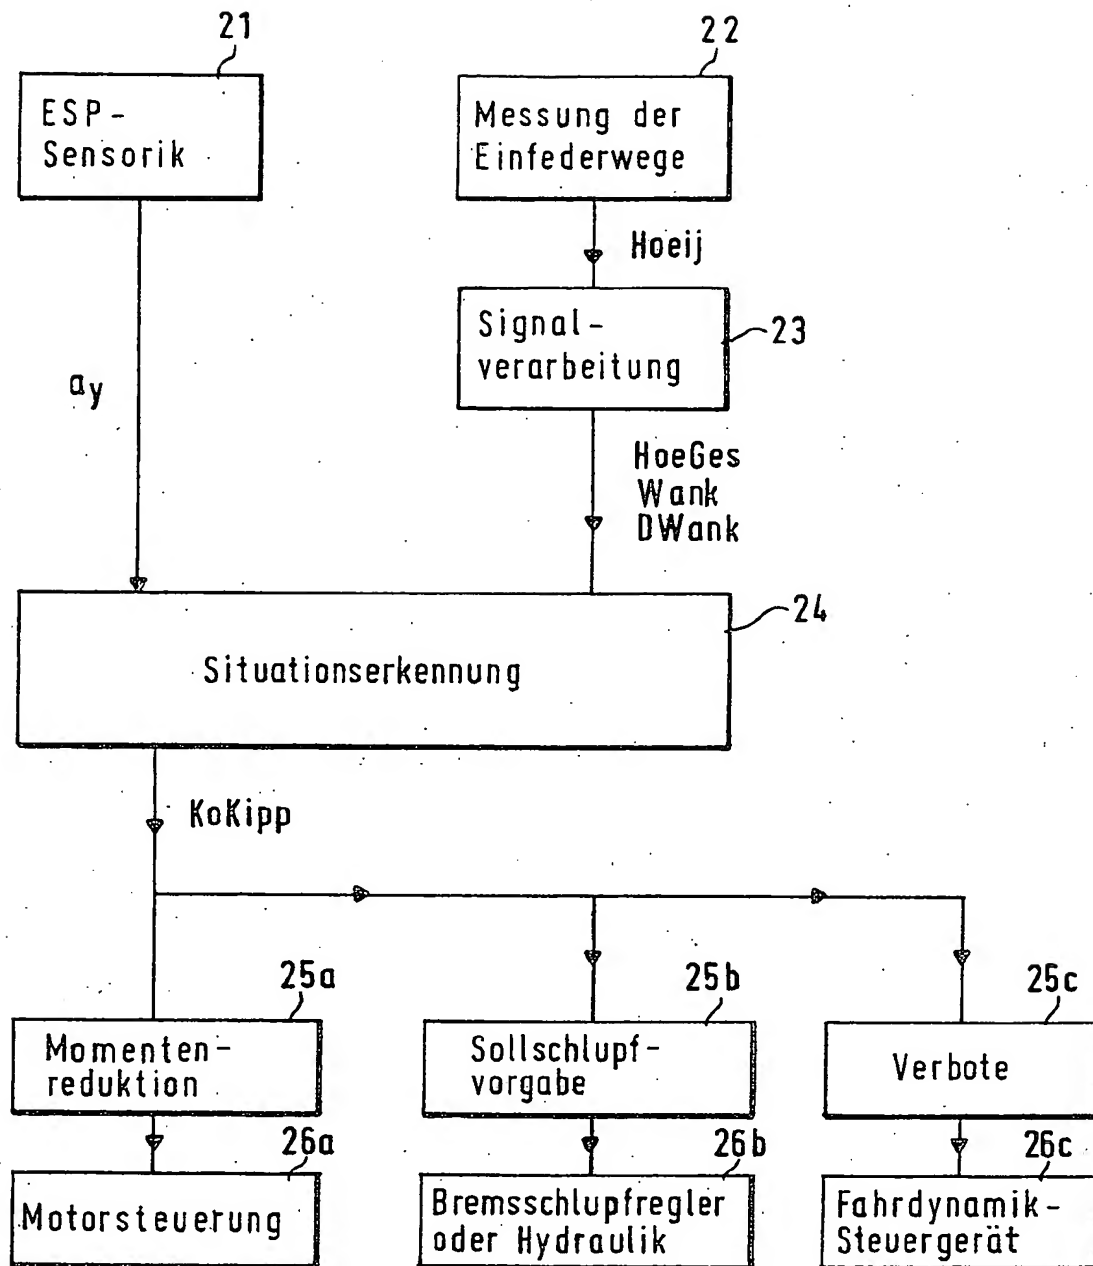 21
22
ESP-
Sensorik
Messung der
Einfederwege
Hoeij
Signal-
verarbeitung
23
ay
HoeGes
Wank
DWank
24
Situationserkennung
KoKipp
25a
25b
25c
Momenten-
reduktion
Sollschlupf-
vorgabe
Verbote
26a
26b
26c
Motorsteuerung
Bremsschlupfregler
oder Hydraulik
Fahrdynamik-
Steuergerät